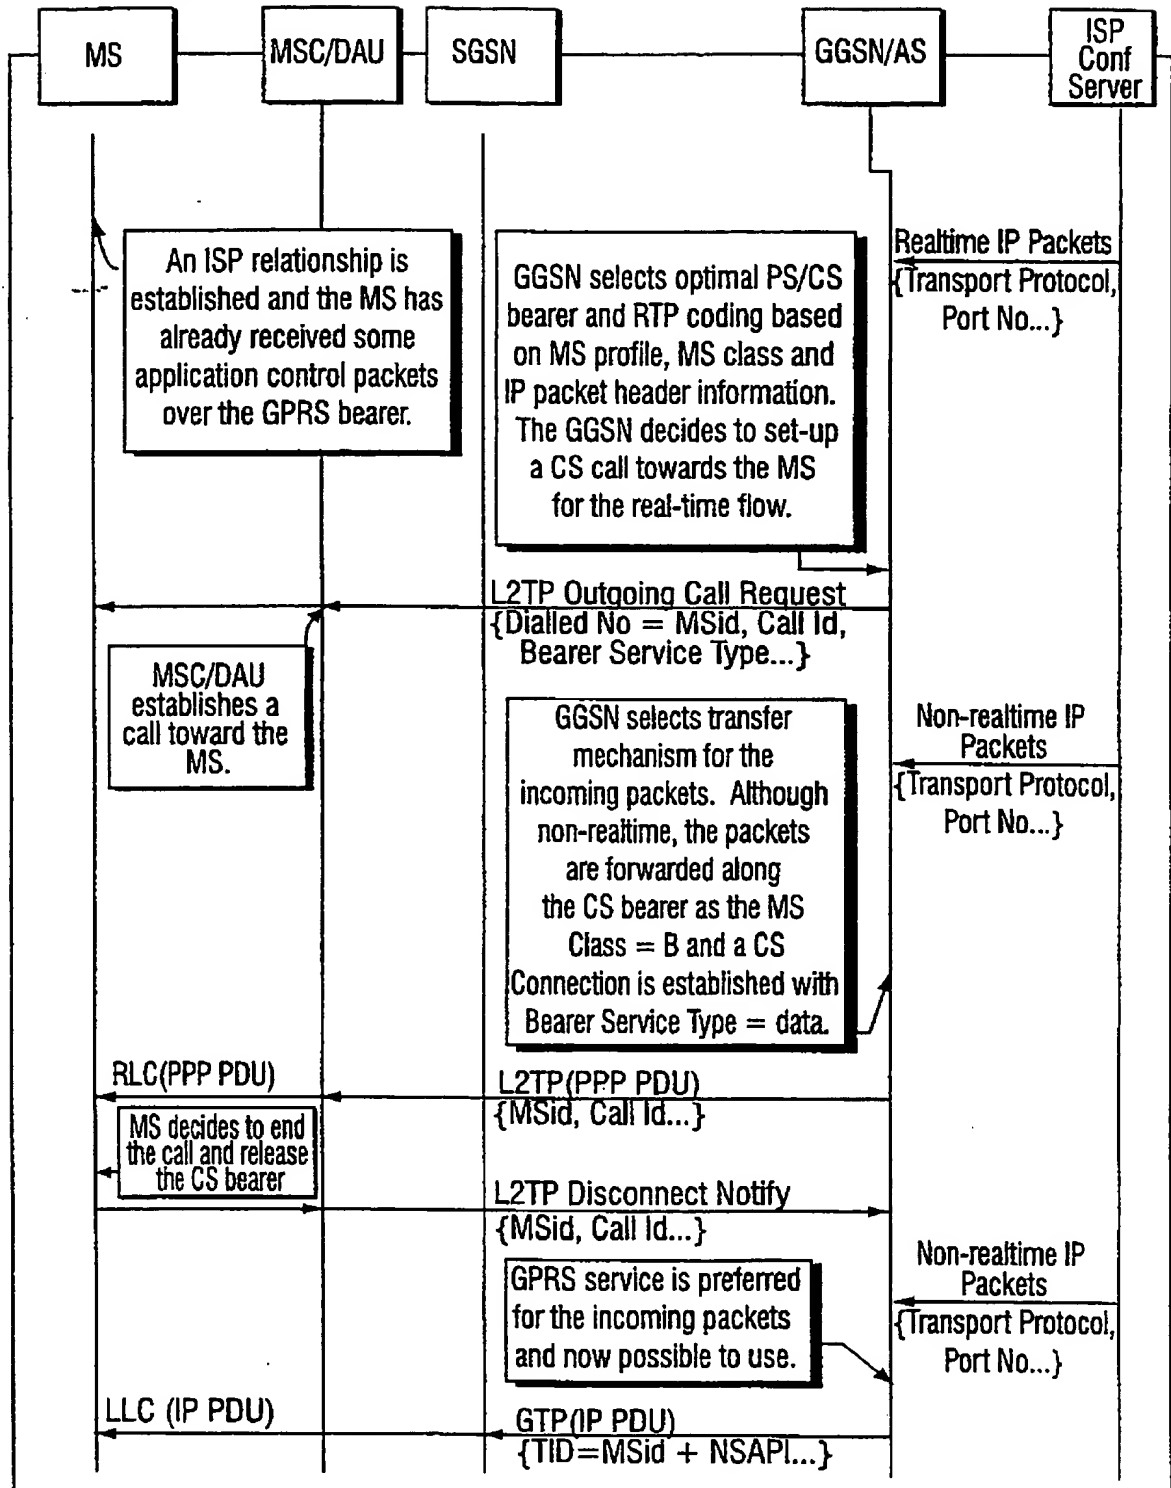 MS
MSC/DAU
SGSN
GGSN/AS
ISP
Conf
Server
An ISP relationship is
established and the MS has
already received some
application control packets
over the GPRS bearer.
GGSN selects optimal PS/CS
bearer and RTP coding based
on MS profile, MS class and
IP packet header information.
The GGSN decides to set-up
a CS call towards the MS
for the real-time flow.
Realtime IP Packets
{Transport Protocol,
Port No...}
L2TP Outgoing Call Request
{Dialled No = MSid, Call Id,
Bearer Service Type...}
MSC/DAU
establishes a
call toward the
MS.
GGSN selects transfer
mechanism for the
incoming packets. Although
non-realtime, the packets
are forwarded along
the CS bearer as the MS
Class = B and a CS
Connection is established with
Bearer Service Type = data.
Non-realtime IP
Packets
{Transport Protocol,
Port No...}
RLC(PPP PDU)
L2TP(PPP PDU)
{MSid, Call Id...}
MS decides to end
the call and release
the CS bearer
L2TP Disconnect Notify
{MSid, Call Id...}
GPRS service is preferred
for the incoming packets
and now possible to use.
Non-realtime IP
Packets
{Transport Protocol,
Port No...}
LLC (IP PDU)
GTP(IP PDU)
{TID=MSid + NSAPI...}